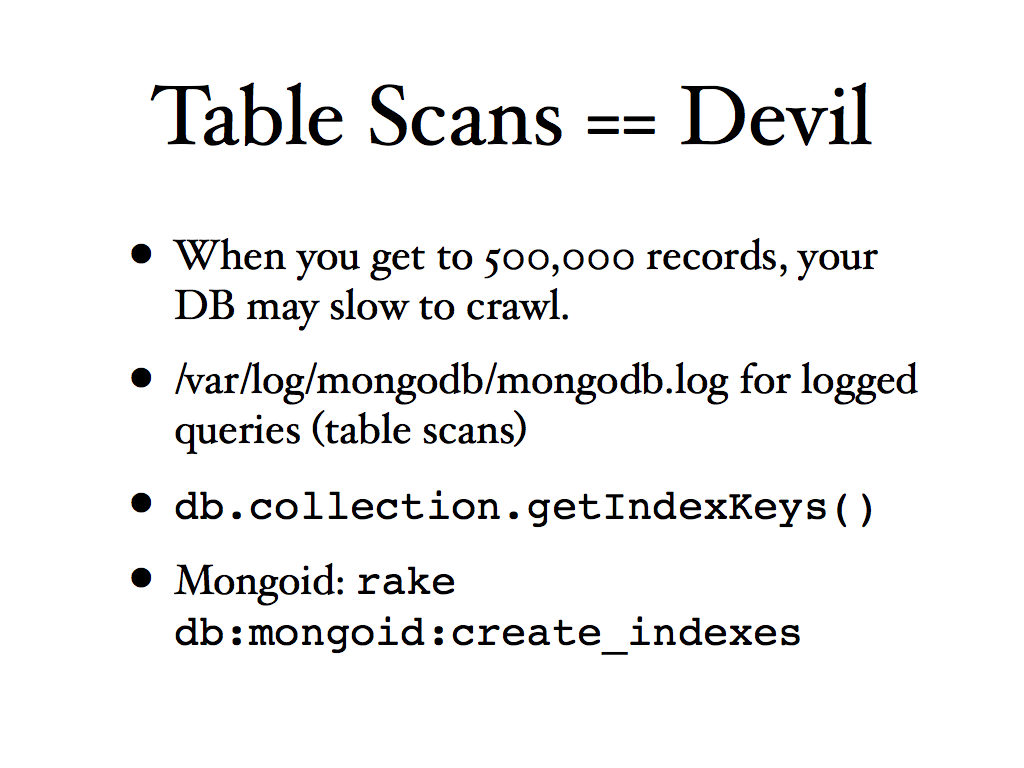 Table Scans == Devil
• When you get to 500,000 records, your
DB may slow to crawl.
• /var/log/mongodb/mongodb.log for logged
queries (table scans)
• db.collection.getIndexKeys()
• Mongoid: rake
db:mongoid:create_indexes